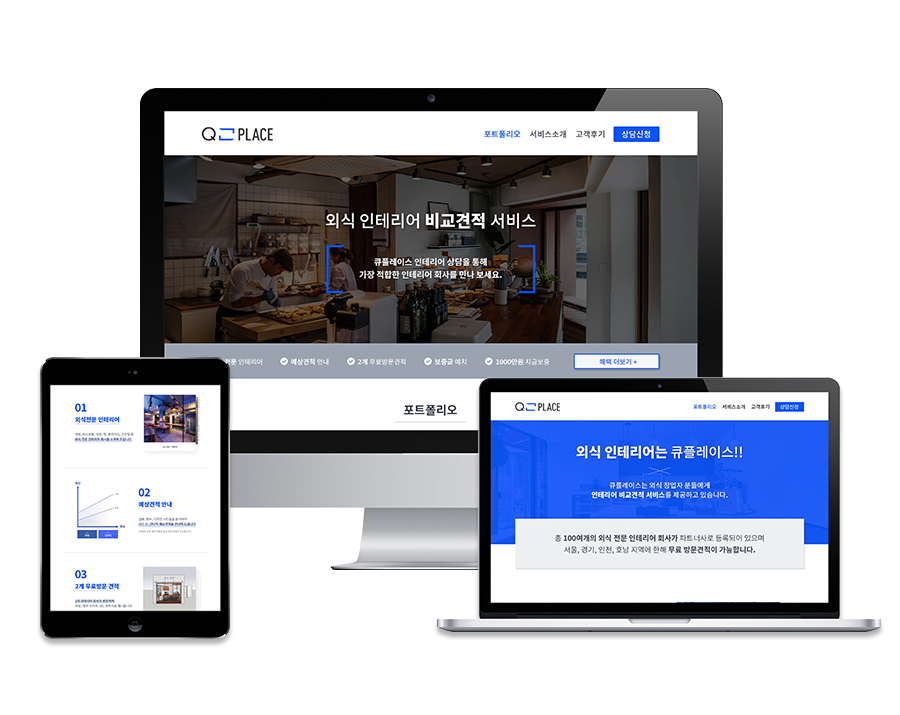 Q PLACE
포트폴리오 서비스소개 고객후기 상담신청
외식 인테리어 비교견적 서비스
큐플레이스 인테리어 상담을 통해
가장 적합한 인테리어 회사를 만나 보세요.
전문 인테리어 예상견적 안내 2개 무료방문견적 보증금 예치 1000만원 지급보증 혜택 더보기 +
포트폴리오
01
외식전문 인테리어
02
예상견적 안내
03
2개 무료방문 견적
Q PLACE
포트폴리오 서비스소개 고객후기 상담신청
외식 인테리어는 큐플레이스!!
큐플레이스는 외식 창업자 분들에게
인테리어 비교견적 서비스를 제공하고 있습니다.
총 100여개의 외식 전문 인테리어 회사가 파트너사로 등록되어 있으며
서울, 경기, 인천, 호남 지역에 한해 무료 방문견적이 가능합니다.